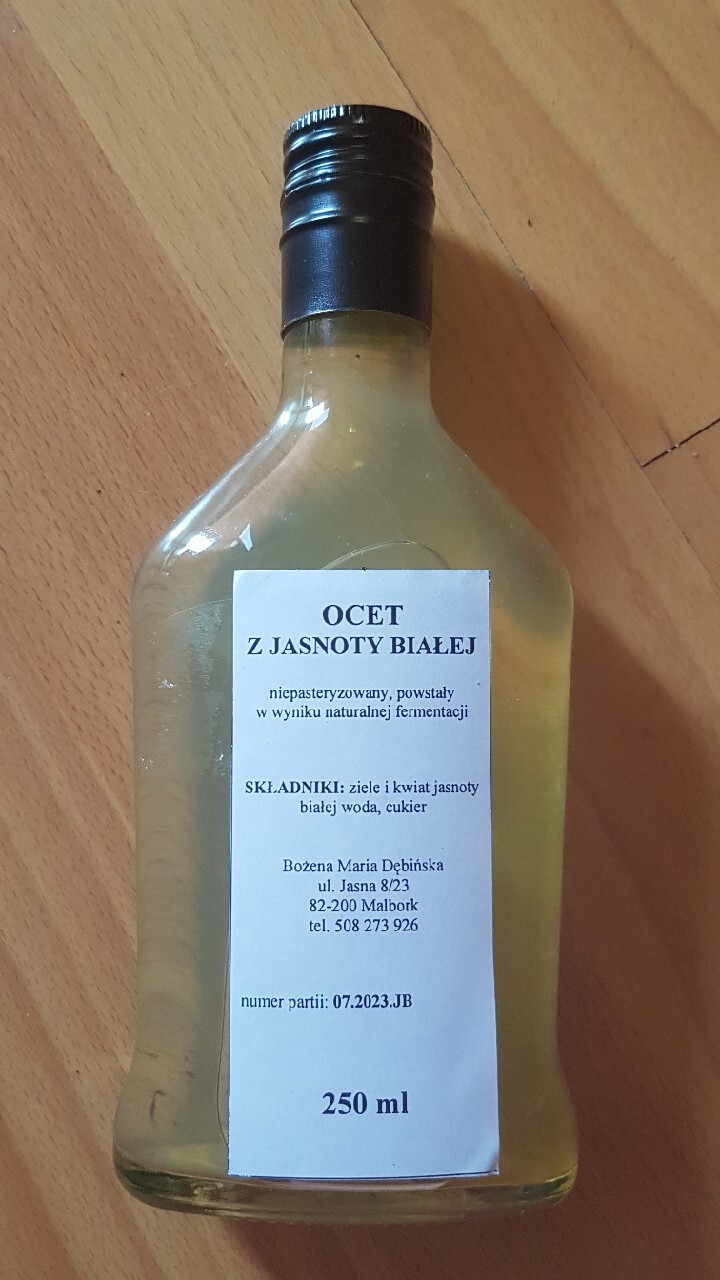 OCET
Z JASNOTY BIAŁEJ
niepasteryzowany, powstały
w wyniku naturalnej fermentacji
SKŁADNIKI: ziele i kwiat jasnoty
białej woda, cukier
Bożena Maria Dębińska
ul. Jasna 8/23
82-200 Malbork
tel. 508 273 926
numer partii: 07.2023.JB
250 ml